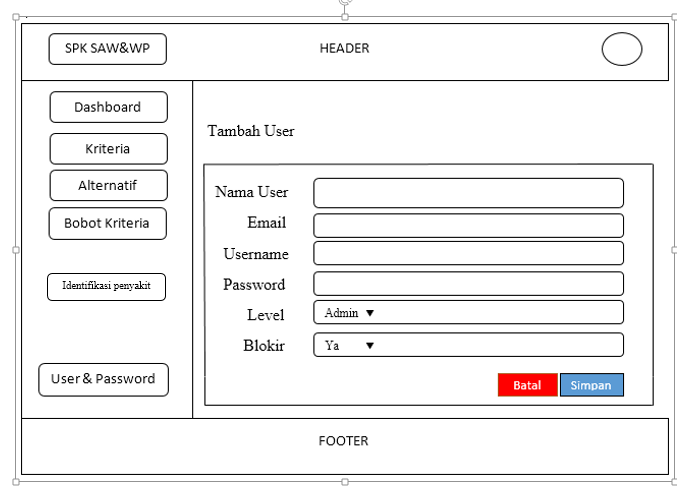 SPK SAW&WP
HEADER
Dashboard
Kriteria
Alternatif
Bobot Kriteria
Identifikasi penyakit
User & Password
Tambah User
Nama User
Email
Username
Password
Level Admin
Blokir Ya
Batal Simpan
FOOTER